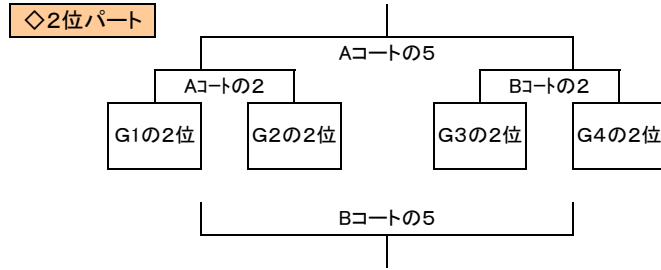 ◇2位パート
Aコートの5
Aコートの2
Bコートの2
G1の2位
G2の2位
G3の2位
G4の2位
Bコートの5